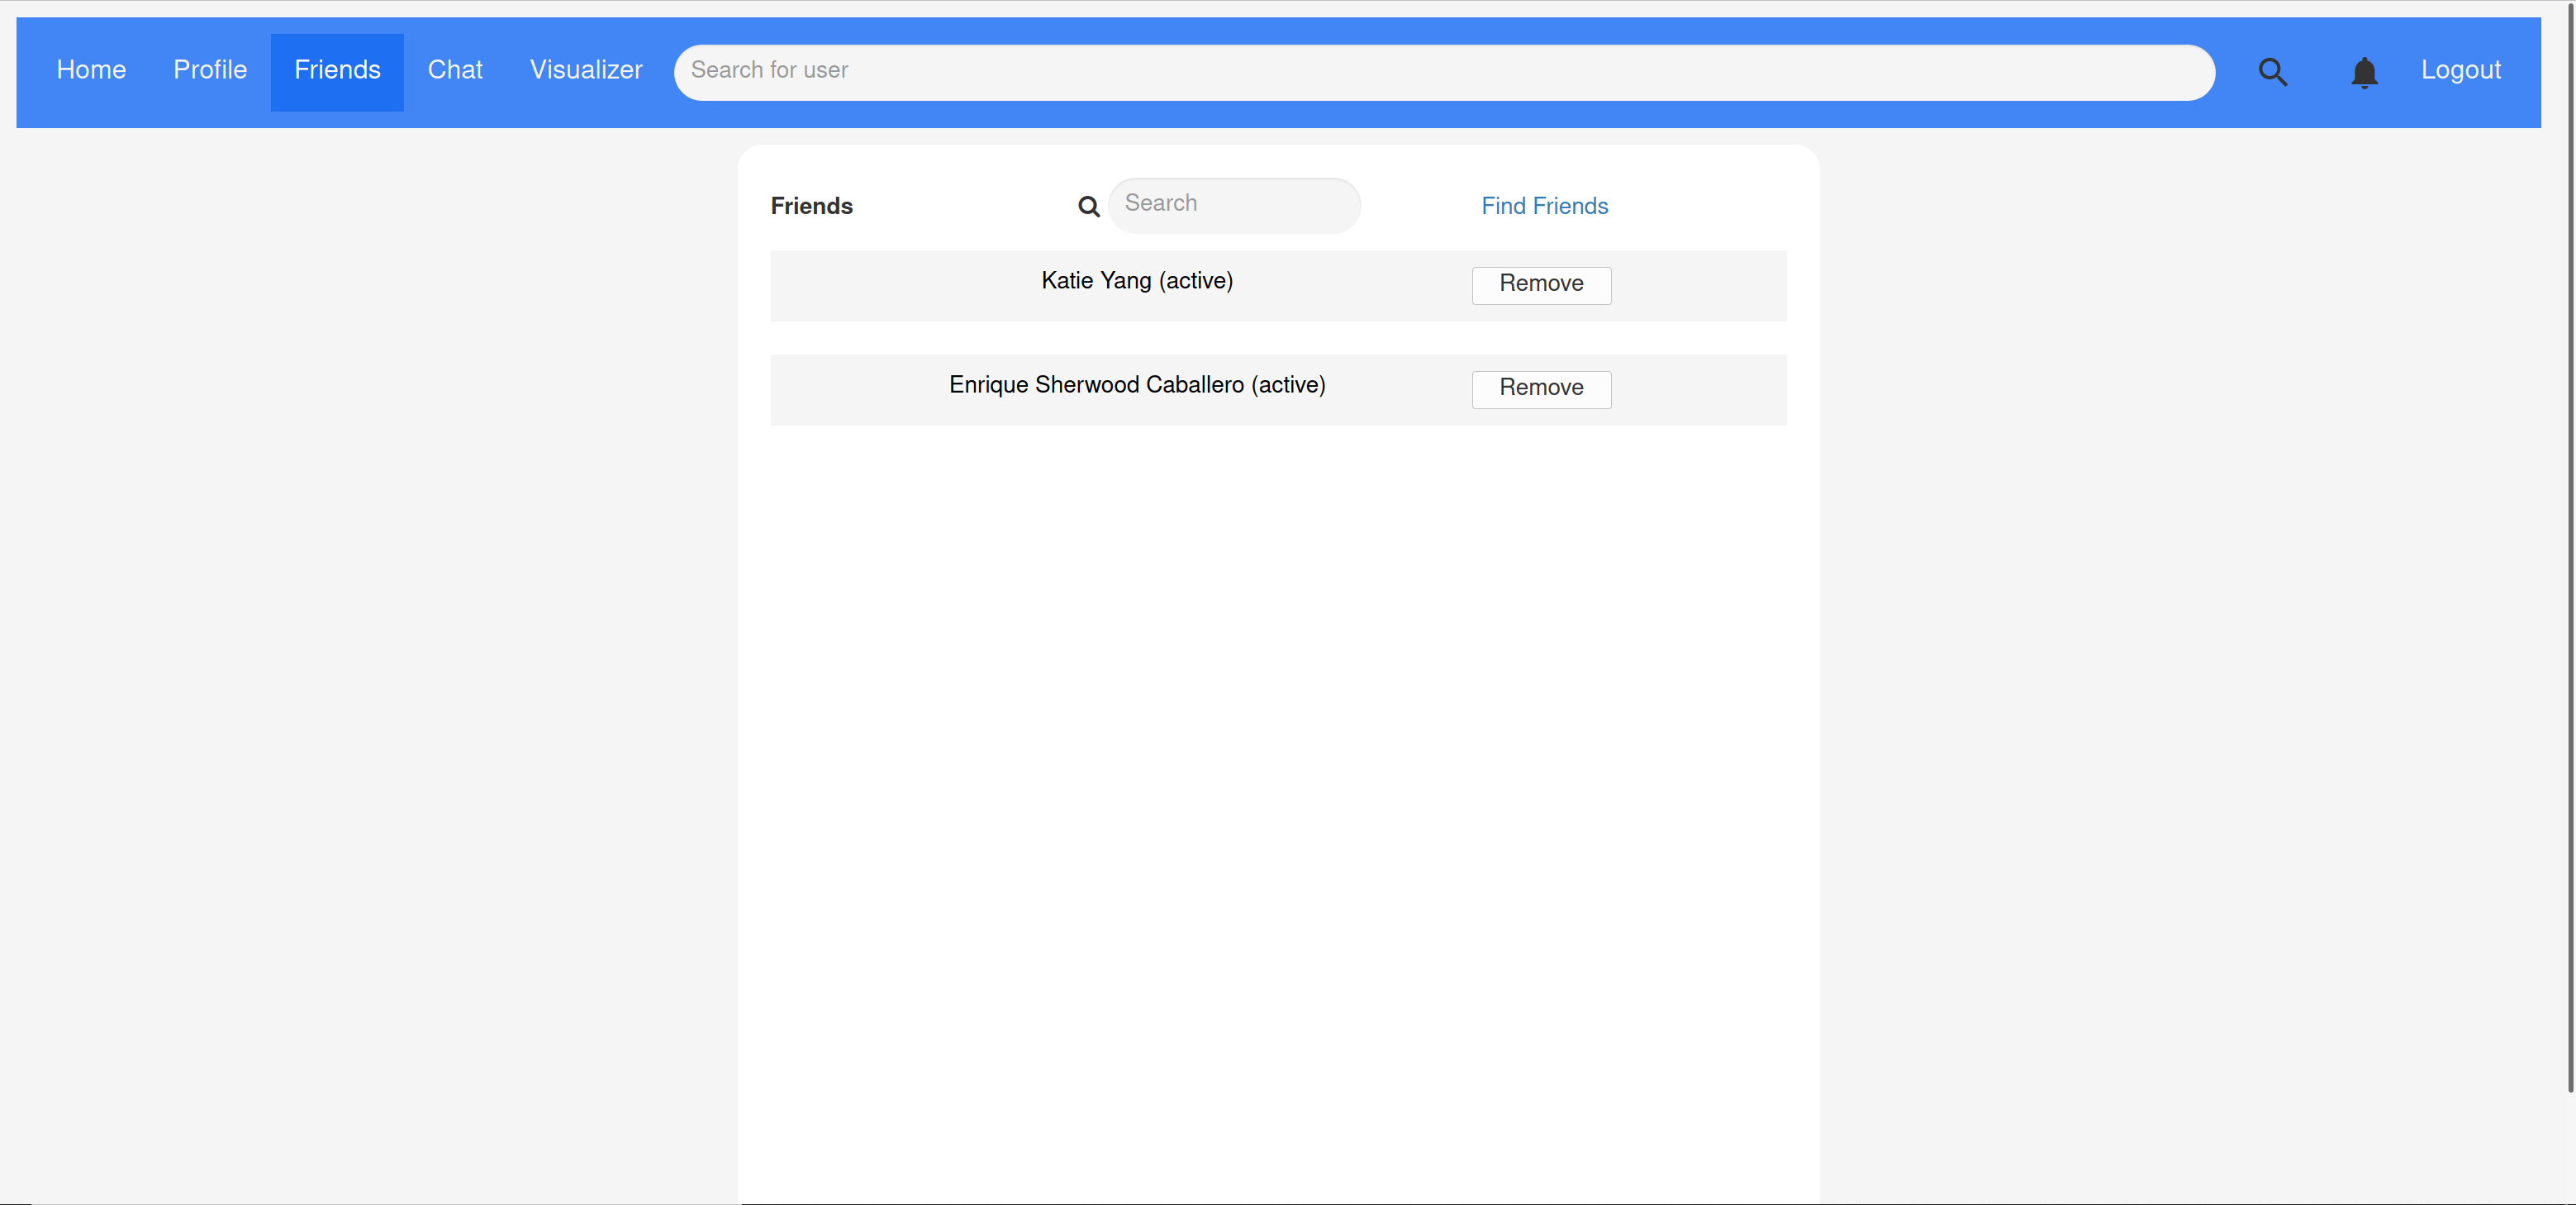 Home Profile Friends Chat Visualizer Search for user Logout
Friends Search Find Friends
Katie Yang (active) Remove
Enrique Sherwood Caballero (active) Remove